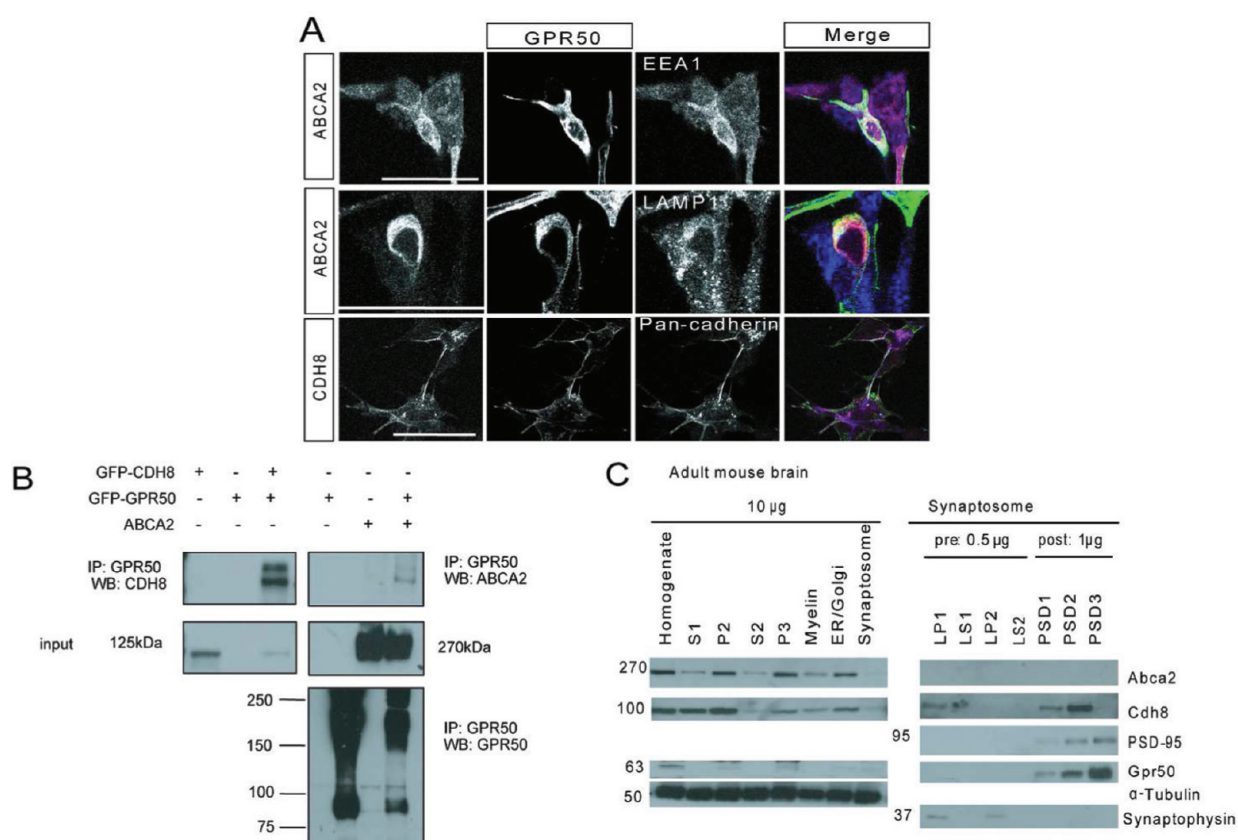 A
GPR50
Merge
ABCA2
EEA1
ABCA2
LAMP1
CDH8
Pan-cadherin
B
GFP-CDH8 + - + - - -
GFP-GPR50 - + + + - +
ABCA2 - - - - + +
IP: GPR50
WB: CDH8
IP: GPR50
WB: ABCA2
input
125kDa
270kDa
250
150
100
75
IP: GPR50
WB: GPR50
C
Adult mouse brain
10 µg
Synaptosome
pre: 0.5 µg
post: 1µg
Homogenate
S1
P2
S2
P3
Myelin
ER/Golgi
Synaptosome
LP1
LS1
LP2
LS2
PSD1
PSD2
PSD3
270
Abca2
100
Cdh8
95
PSD-95
63
Gpr50
50
α-Tubulin
37
Synaptophysin